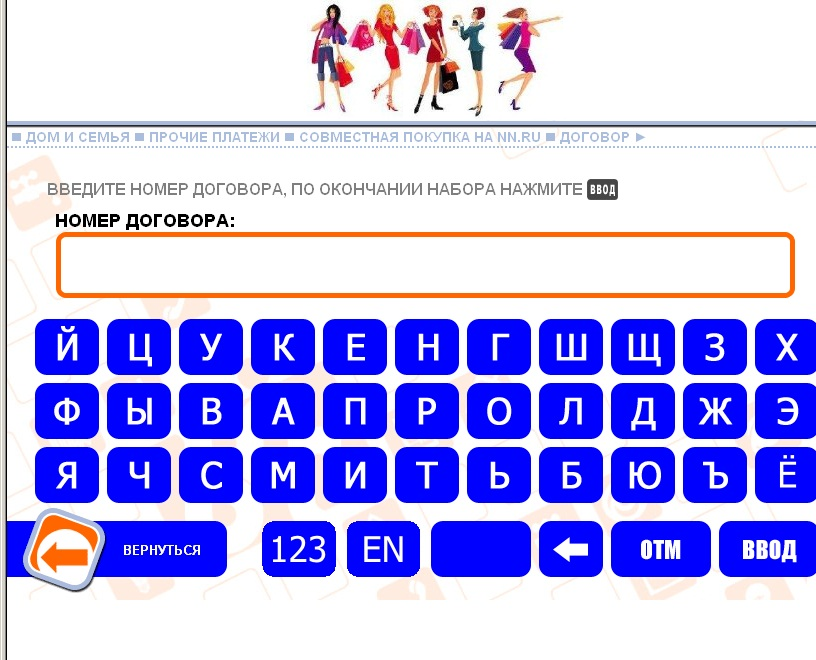 ДОМ И СЕМЬЯ ПРОЧИЕ ПЛАТЕЖИ СОВМЕСТНАЯ ПОКУПКА НА NN.RU ДОГОВОР
ВВЕДИТЕ НОМЕР ДОГОВОРА, ПО ОКОНЧАНИИ НАБОРА НАЖМИТЕ ВВОД
НОМЕР ДОГОВОРА:
Й Ц У К Е Н Г Ш Щ З Х
Ф Ы В А П Р О Л Д Ж Э
Я Ч С М И Т Ь Б Ю Ъ Ё
ВЕРНУТЬСЯ 123 EN ОТМ ВВОД